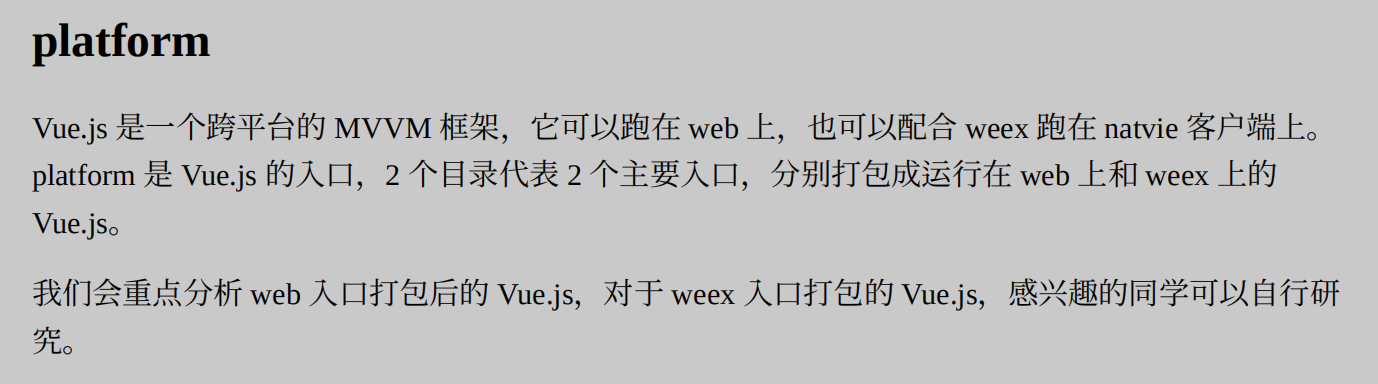 platform
Vue.js 是一个跨平台的 MVVM 框架，它可以跑在 web 上，也可以配合 weex 跑在 natvie 客户端上。
platform 是 Vue.js 的入口，2 个目录代表 2 个主要入口，分别打包成运行在 web 上和 weex 上的
Vue.js。
我们会重点分析 web 入口打包后的 Vue.js，对于 weex 入口打包的 Vue.js，感兴趣的同学可以自行研
究。